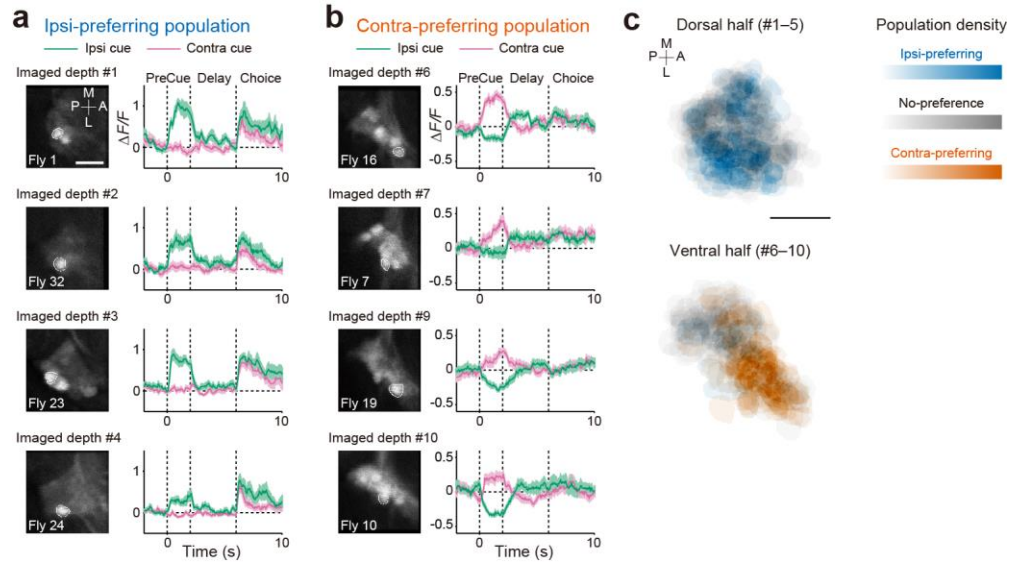 a Ipsi-preferring population
Ipsi cue Contra cue
Imaged depth #1
PreCue Delay Choice
M
P A
L
Fly 1
ΔF/F
1
0
0 10
Imaged depth #2
Fly 32
1
0
0 10
Imaged depth #3
Fly 23
1
0
0 10
Imaged depth #4
Fly 24
1
0
0 10
Time (s)
b Contra-preferring population
Ipsi cue Contra cue
Imaged depth #6
PreCue Delay Choice
Fly 16
ΔF/F
0.5
0
-0.5
0 10
Imaged depth #7
Fly 7
0.5
0
-0.5
0 10
Imaged depth #9
Fly 19
0.5
0
-0.5
0 10
Imaged depth #10
Fly 10
0.5
0
-0.5
0 10
Time (s)
c
Dorsal half (#1–5)
M
P A
L
Ventral half (#6–10)
Population density
Ipsi-preferring
No-preference
Contra-preferring